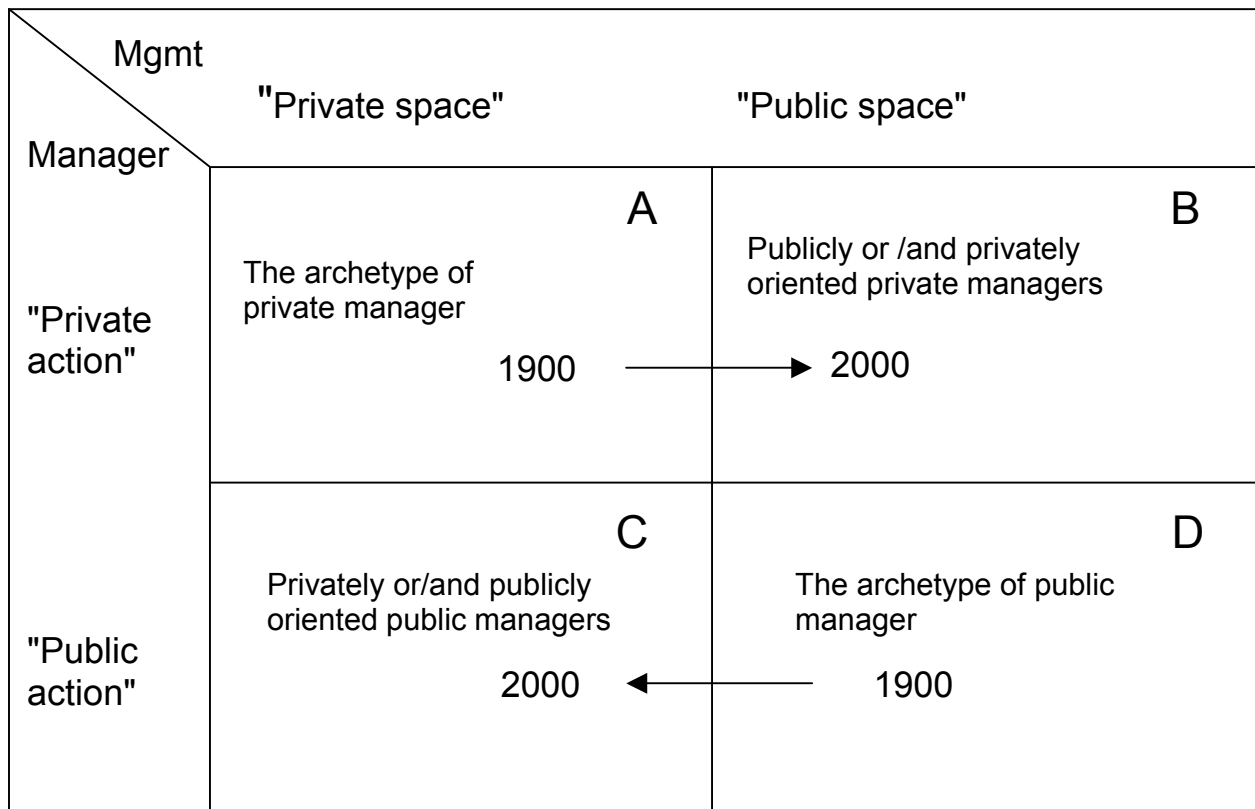 Mgmt
"Private space" "Public space"
Manager
A
B
The archetype of
private manager
Publicly or /and privately
oriented private managers
"Private
action"
1900
2000
C
D
Privately or/and publicly
oriented public managers
The archetype of public
manager
"Public
action"
2000
1900